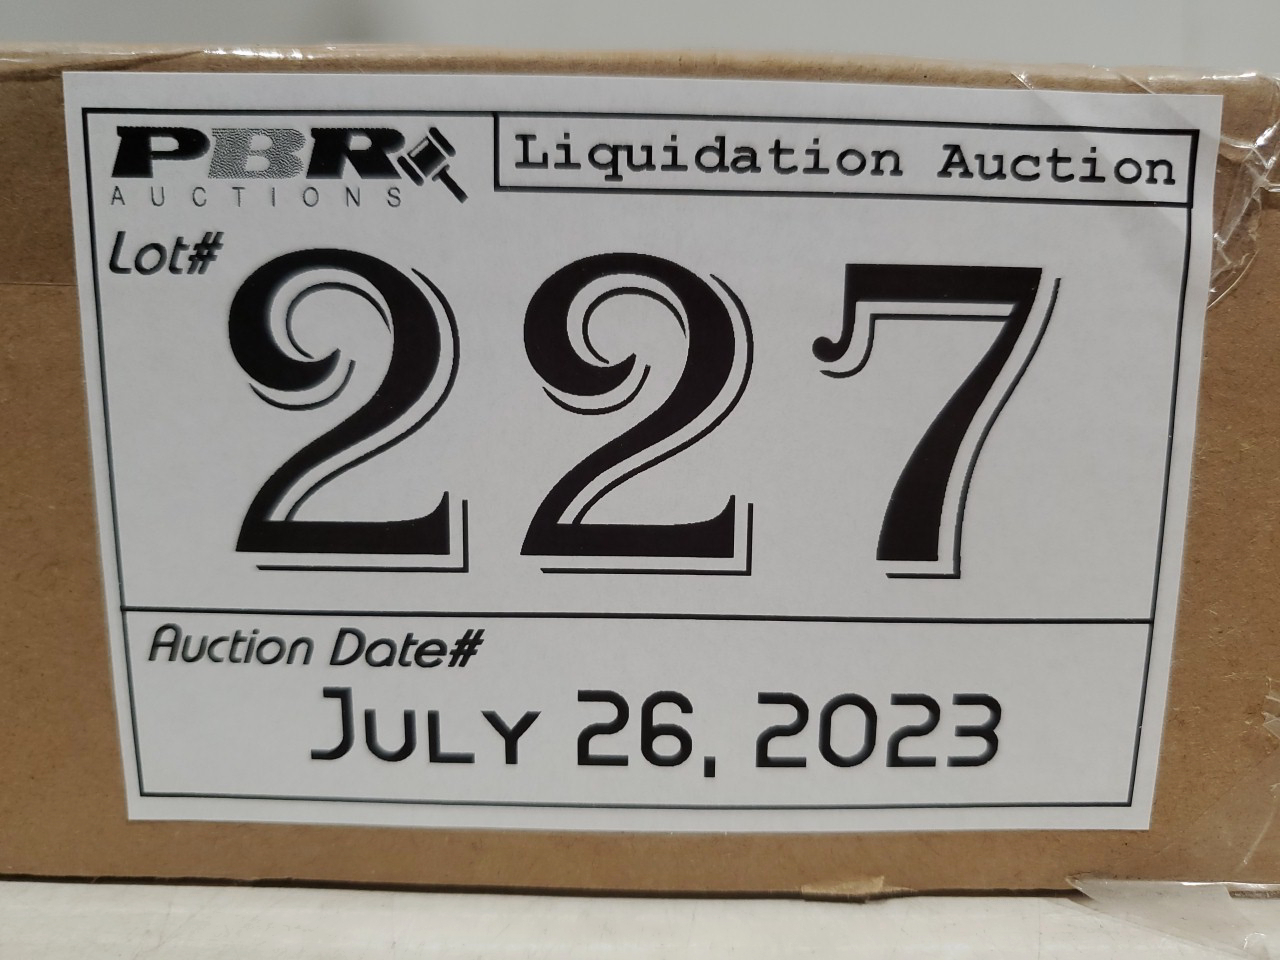 PBR
AUCTIONS
Liquidation Auction
Lot#
227
Auction Date#
July 26, 2023